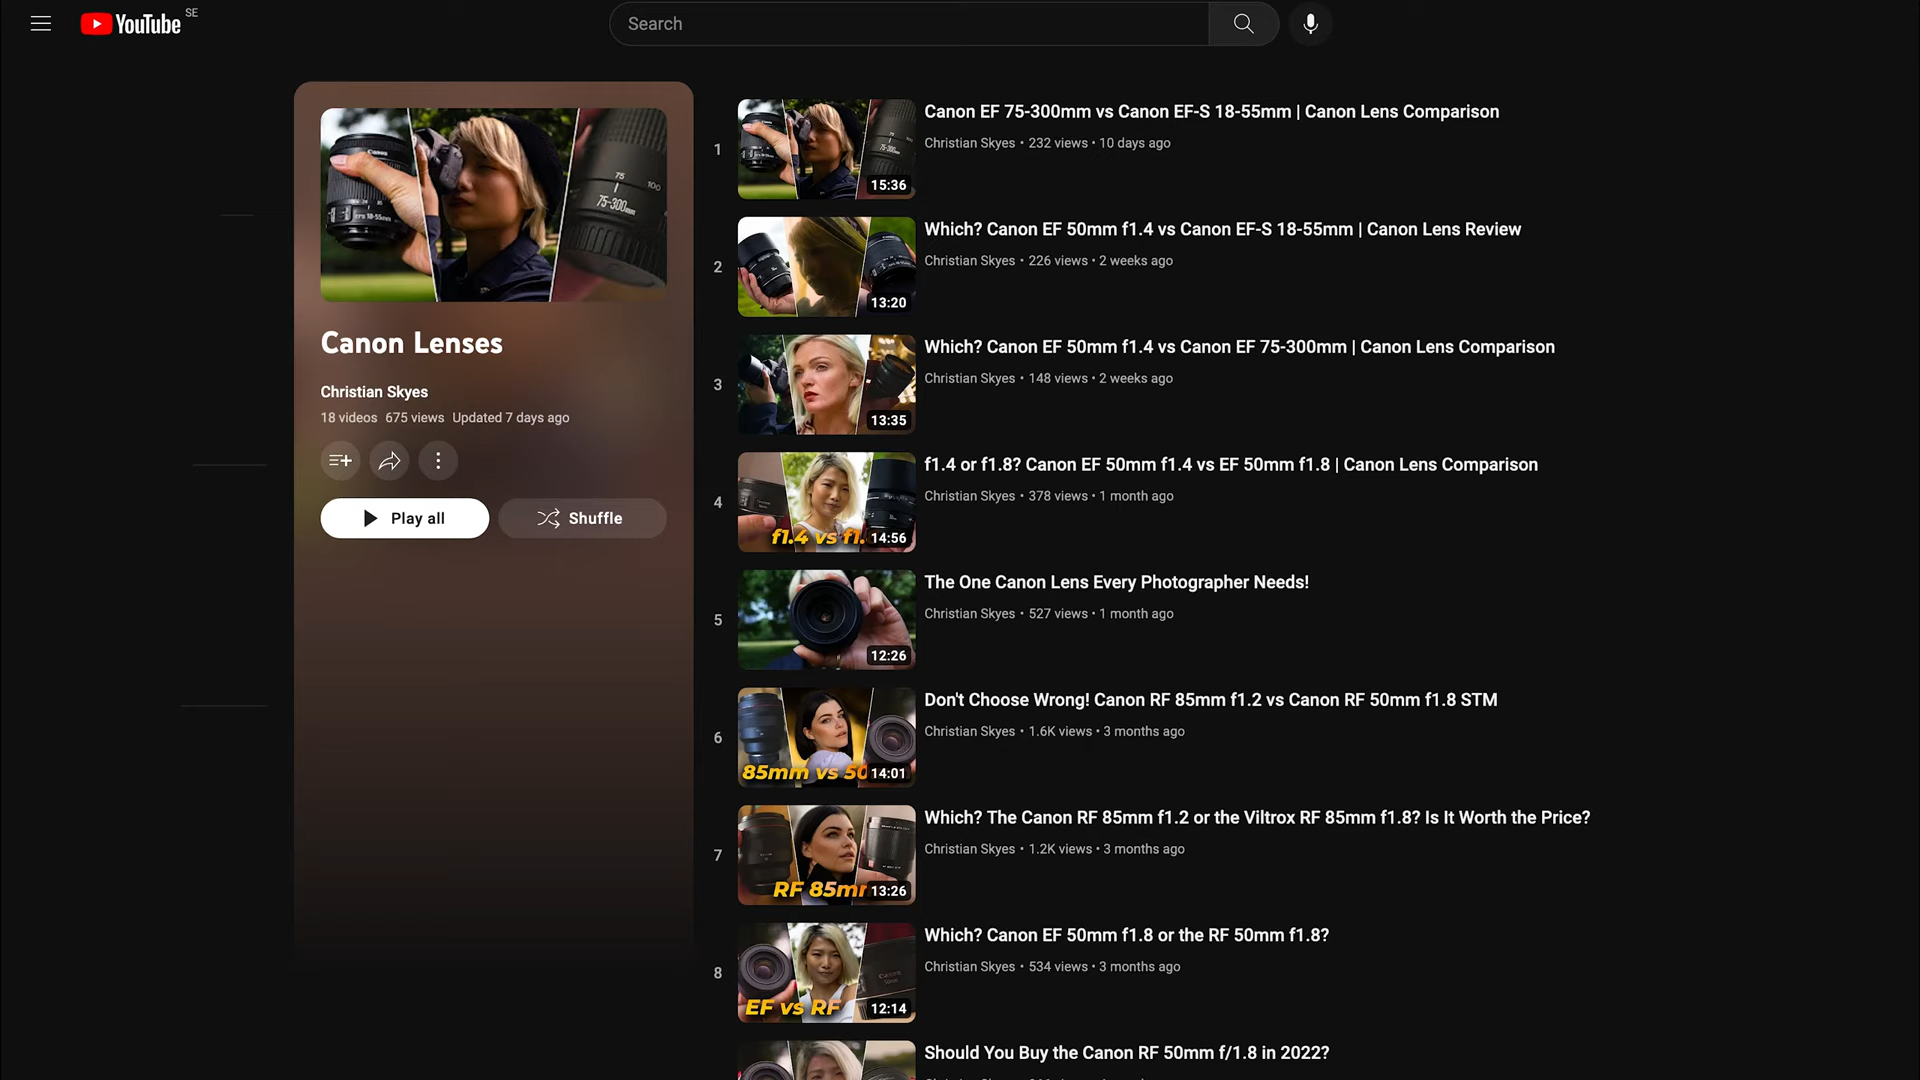 YouTube SE
Search
Canon Lenses
Christian Skyes
18 videos 675 views Updated 7 days ago
Play all
Shuffle
1
15:36
Canon EF 75-300mm vs Canon EF-S 18-55mm | Canon Lens Comparison
Christian Skyes • 232 views • 10 days ago
2
13:20
Which? Canon EF 50mm f1.4 vs Canon EF-S 18-55mm | Canon Lens Review
Christian Skyes • 226 views • 2 weeks ago
3
13:35
Which? Canon EF 50mm f1.4 vs Canon EF 75-300mm | Canon Lens Comparison
Christian Skyes • 148 views • 2 weeks ago
4
f1.4 vs f1.
14:56
f1.4 or f1.8? Canon EF 50mm f1.4 vs EF 50mm f1.8 | Canon Lens Comparison
Christian Skyes • 378 views • 1 month ago
5
12:26
The One Canon Lens Every Photographer Needs!
Christian Skyes • 527 views • 1 month ago
6
85mm vs 50
14:01
Don't Choose Wrong! Canon RF 85mm f1.2 vs Canon RF 50mm f1.8 STM
Christian Skyes • 1.6K views • 3 months ago
7
RF 85mm
13:26
Which? The Canon RF 85mm f1.2 or the Viltrox RF 85mm f1.8? Is It Worth the Price?
Christian Skyes • 1.2K views • 3 months ago
8
EF vs RF
12:14
Which? Canon EF 50mm f1.8 or the RF 50mm f1.8?
Christian Skyes • 534 views • 3 months ago
Should You Buy the Canon RF 50mm f/1.8 in 2022?